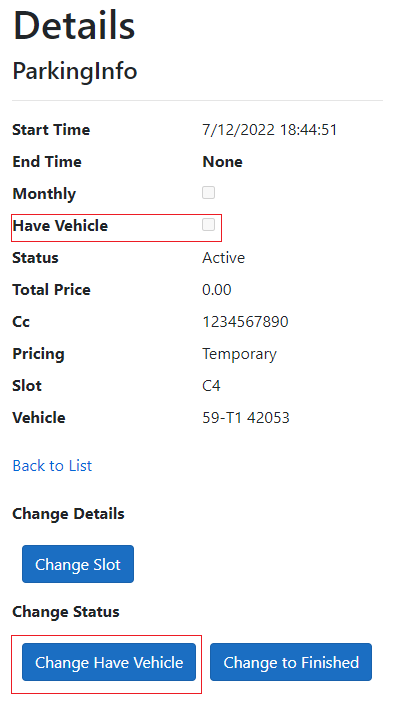 Details
ParkingInfo
Start Time 7/12/2022 18:44:51
End Time None
Monthly
Have Vehicle
Status Active
Total Price 0.00
Cc 1234567890
Pricing Temporary
Slot C4
Vehicle 59-T1 42053
Back to List
Change Details
Change Slot
Change Status
Change Have Vehicle Change to Finished